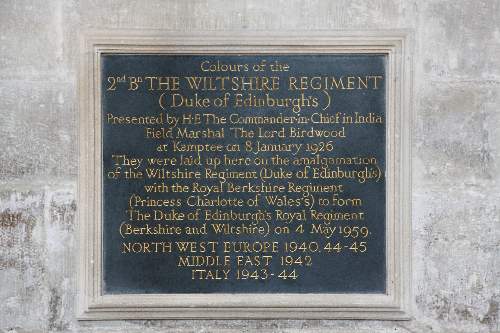 Colours of the
2nd Bn THE WILTSHIRE REGIMENT
(Duke of Edinburgh's)
Presented by H·E The Commander-in-Chief in India
Field Marshal The Lord Birdwood
at Kamptee on 8 January 1926
They were laid up here on the amalgamation
of the Wiltshire Regiment (Duke of Edinburgh's)
with the Royal Berkshire Regiment
(Princess Charlotte of Wales's) to form
The Duke of Edinburgh's Royal Regiment
(Berkshire and Wiltshire) on 4 May 1959.
NORTH WEST EUROPE 1940. 44-45
MIDDLE EAST 1942
ITALY 1943-44